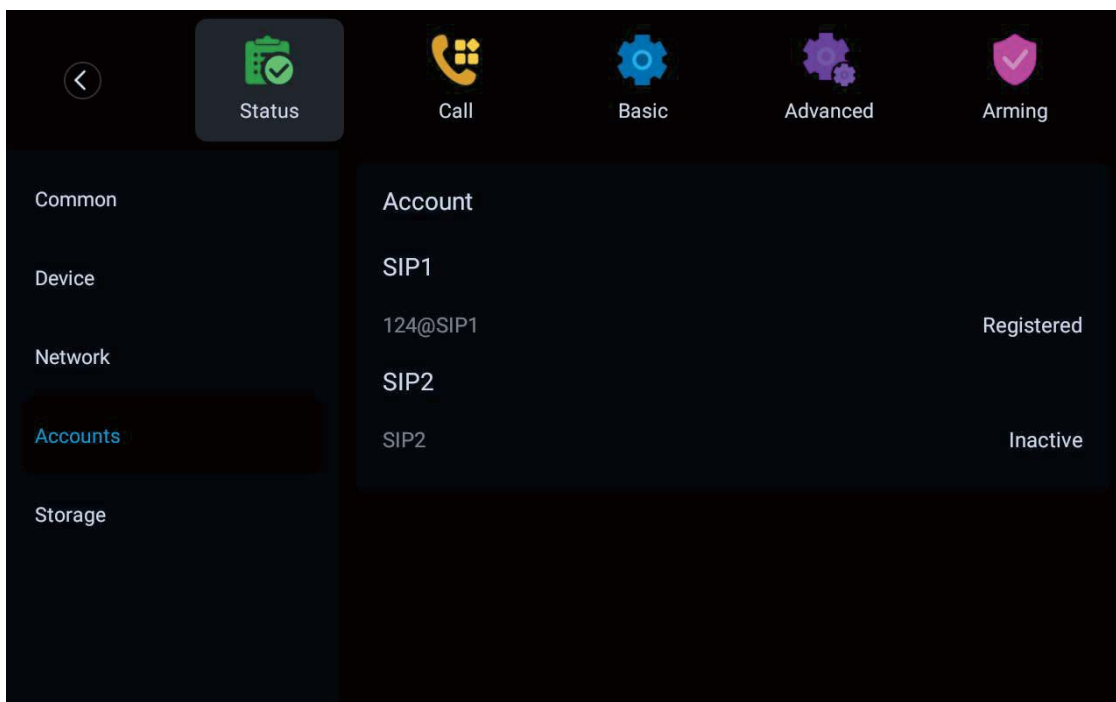 Status
Call
Basic
Advanced
Arming
Common
Device
Network
Accounts
Storage
Account
SIP1
124@SIP1 Registered
SIP2
SIP2 Inactive